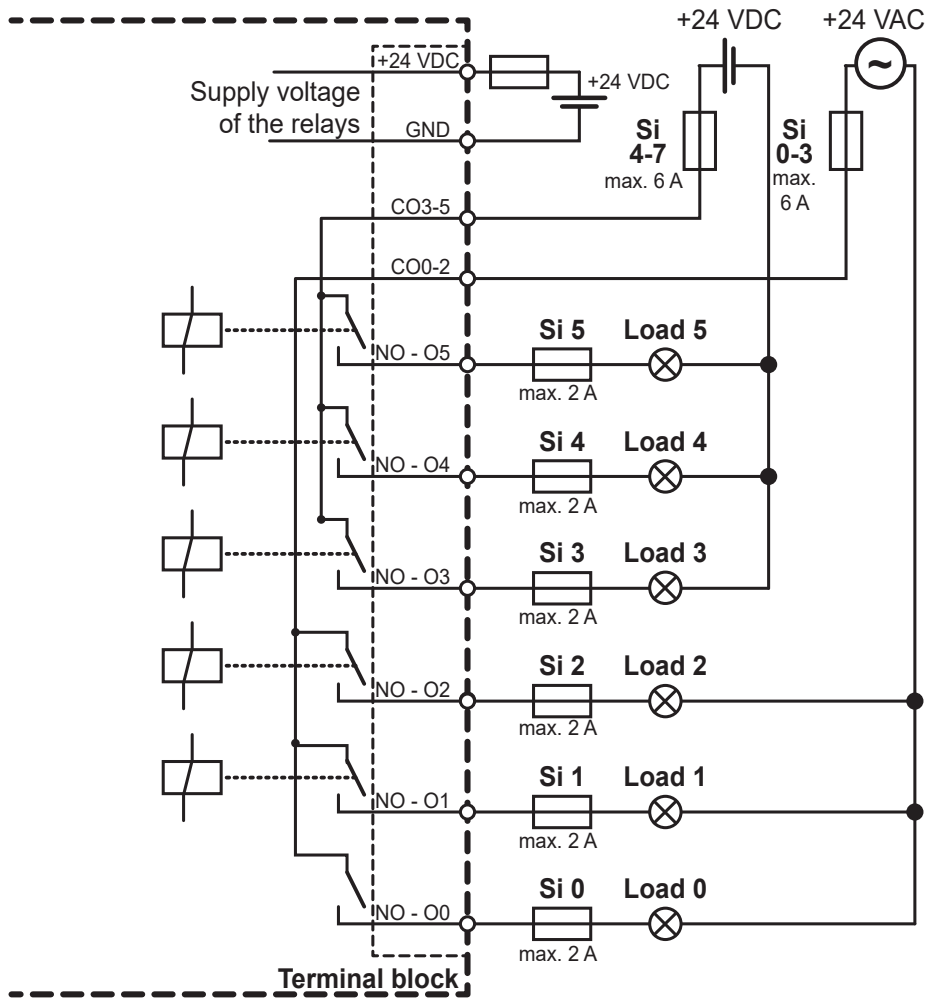 +24 VDC
+24 VAC
+24 VDC
+24 VDC
Supply voltage
of the relays
GND
Si
4-7
max. 6 A
Si
0-3
max.
6 A
CO3-5
CO0-2
Si 5
Load 5
NO - O5
max. 2 A
Si 4
Load 4
NO - O4
max. 2 A
Si 3
Load 3
NO - O3
max. 2 A
Si 2
Load 2
NO - O2
max. 2 A
Si 1
Load 1
NO - O1
max. 2 A
Si 0
Load 0
NO - O0
max. 2 A
Terminal block